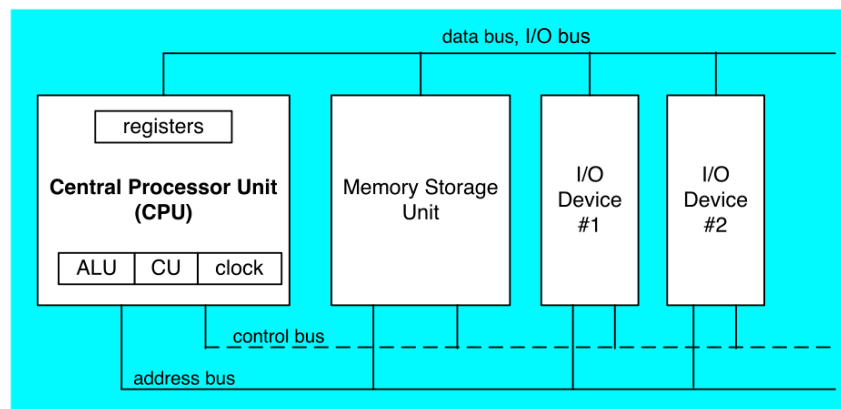 data bus, I/O bus
registers
Central Processor Unit
(CPU)
ALU CU clock
Memory Storage
Unit
I/O
Device
#1
I/O
Device
#2
control bus
address bus